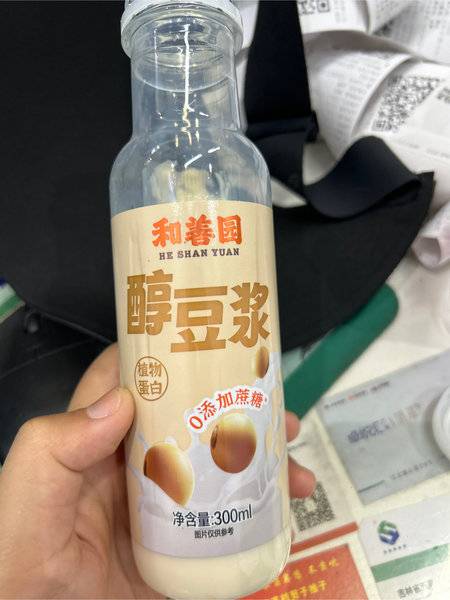 和善园
HE SHAN YUAN
醇豆浆
植物
蛋白
0添加蔗糖
净含量:300ml
图片仅供参考